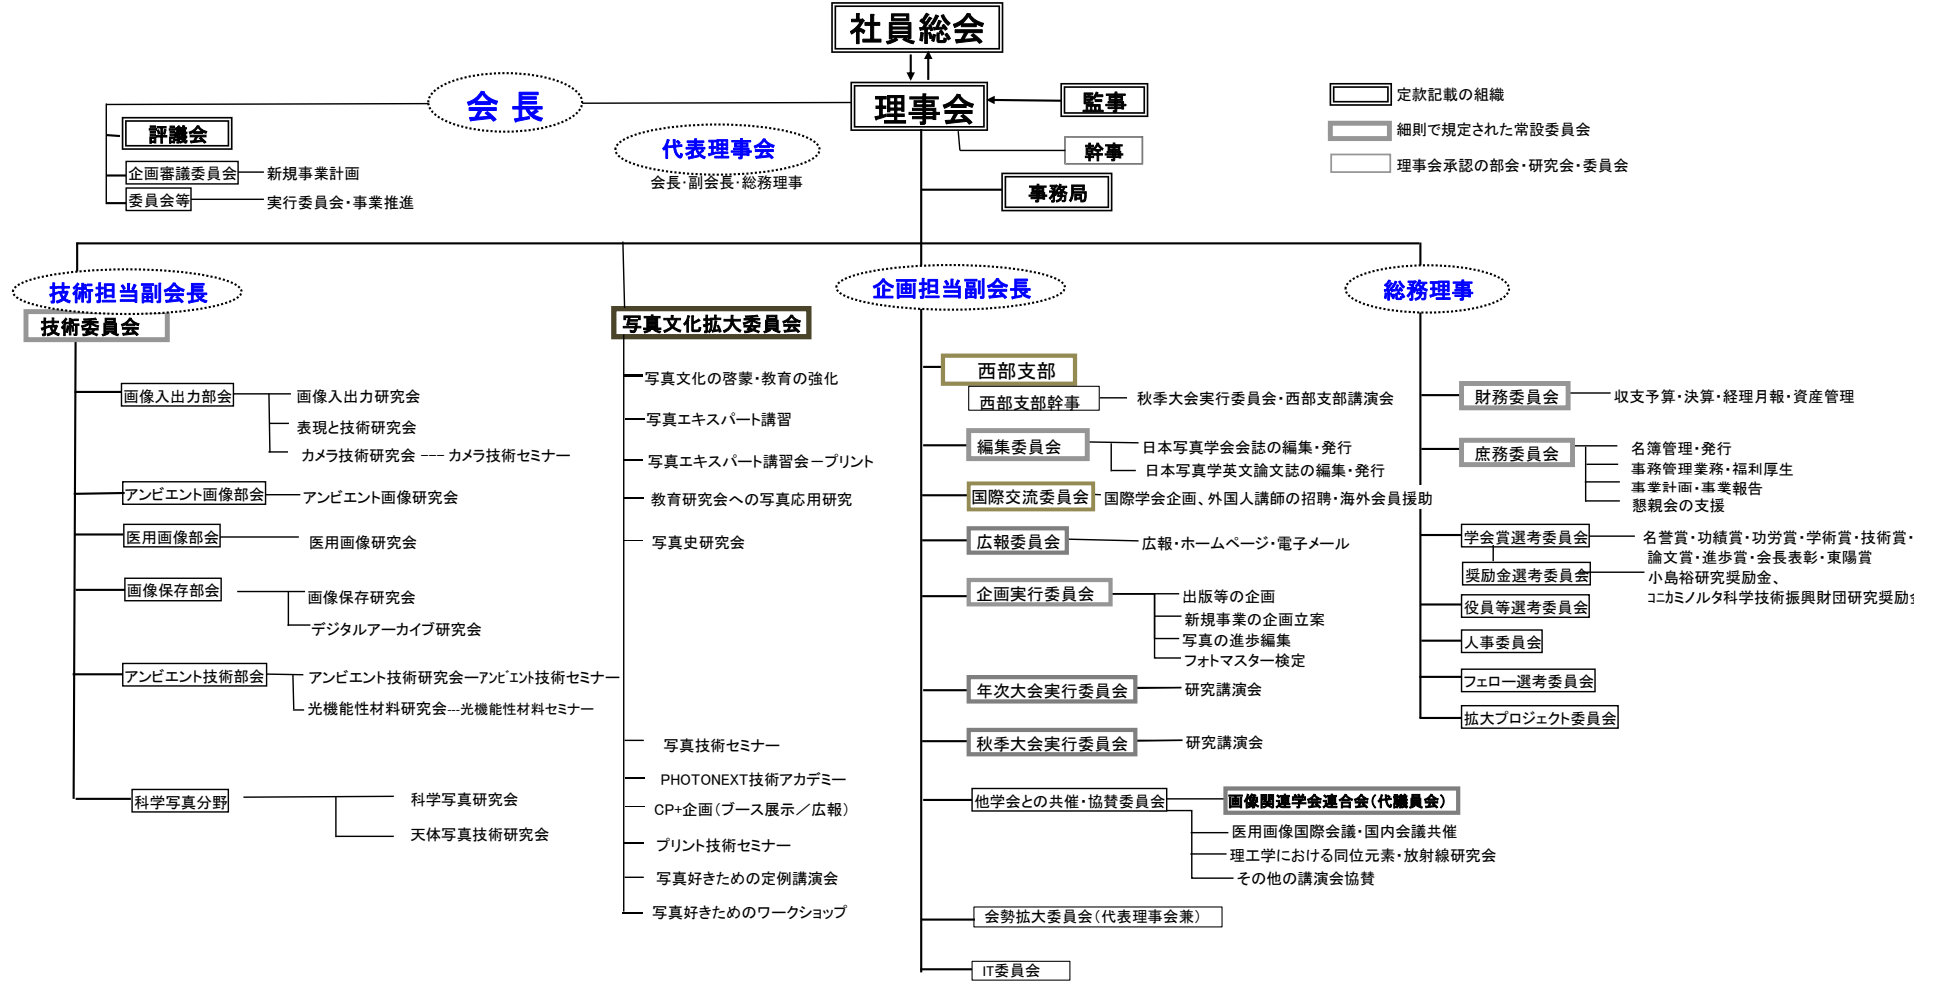 社員総会
会 長
理事会
監事
定款記載の組織
評議会
代表理事会
幹事
細則で規定された常設委員会
企画審議委員会
新規事業計画
会長・副会長・総務理事
理事会承認の部会・研究会・委員会
委員会等
実行委員会・事業推進
事務局
技術担当副会長
技術委員会
画像入出力部会
画像入出力研究会
表現と技術研究会
カメラ技術研究会 --- カメラ技術セミナー
アンビエント画像部会
アンビエント画像研究会
医用画像部会
医用画像研究会
画像保存部会
画像保存研究会
デジタルアーカイブ研究会
アンビエント技術部会
アンビエント技術研究会ーアンビエント技術セミナー
光機能性材料研究会---光機能性材料セミナー
科学写真分野
科学写真研究会
天体写真技術研究会
写真文化拡大委員会
写真文化の啓蒙・教育の強化
写真エキスパート講習
写真エキスパート講習会ープリント
教育研究会への写真応用研究
写真史研究会
写真技術セミナー
PHOTONEXT技術アカデミー
CP+企画(ブース展示/広報)
プリント技術セミナー
写真好きための定例講演会
写真好きためのワークショップ
企画担当副会長
西部支部
西部支部幹事
秋季大会実行委員会・西部支部講演会
編集委員会
日本写真学会会誌の編集・発行
日本写真学英文論文誌の編集・発行
国際交流委員会
国際学会企画、外国人講師の招聘・海外会員援助
広報委員会
広報・ホームページ・電子メール
企画実行委員会
出版等の企画
新規事業の企画立案
写真の進歩編集
フォトマスター検定
年次大会実行委員会
研究講演会
秋季大会実行委員会
研究講演会
他学会との共催・協賛委員会
画像関連学会連合会(代議員会)
医用画像国際会議・国内会議共催
理工学における同位元素・放射線研究会
その他の講演会協賛
会勢拡大委員会(代表理事会兼)
IT委員会
総務理事
財務委員会
収支予算・決算・経理月報・資産管理
庶務委員会
名簿管理・発行
事務管理業務・福利厚生
事業計画・事業報告
懇親会の支援
学会賞選考委員会
名誉賞・功績賞・功労賞・学術賞・技術賞・
論文賞・進歩賞・会長表彰・東陽賞
奨励金選考委員会
小島裕研究奨励金、
コニカミノルタ科学技術振興財団研究奨励
役員等選考委員会
人事委員会
フェロー選考委員会
拡大プロジェクト委員会